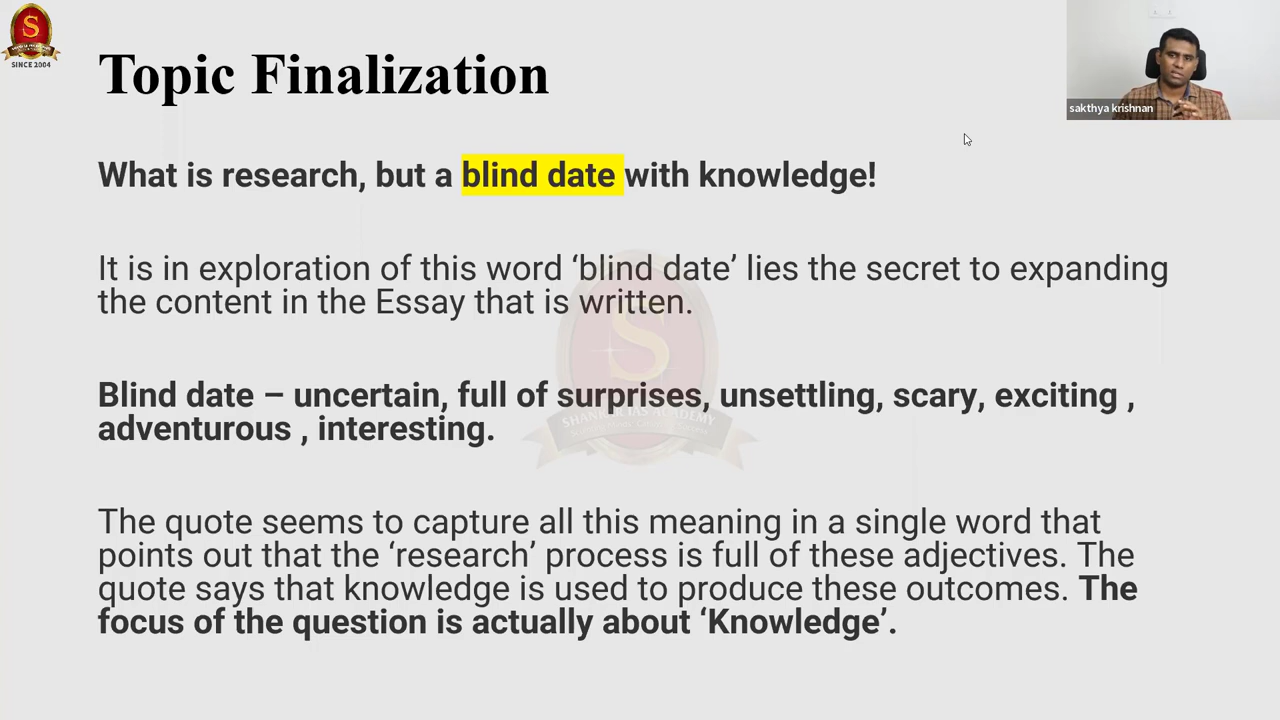 S
SINCE 2004
Topic Finalization
sakthya krishnan
What is research, but a blind date with knowledge!
It is in exploration of this word ‘blind date’ lies the secret to expanding
the content in the Essay that is written.
Blind date – uncertain, full of surprises, unsettling, scary, exciting ,
adventurous , interesting.
S
SHANKAR IAS ACADEMY
The quote seems to capture all this meaning in a single word that
points out that the ‘research’ process is full of these adjectives. The
quote says that knowledge is used to produce these outcomes. The
focus of the question is actually about ‘Knowledge’.